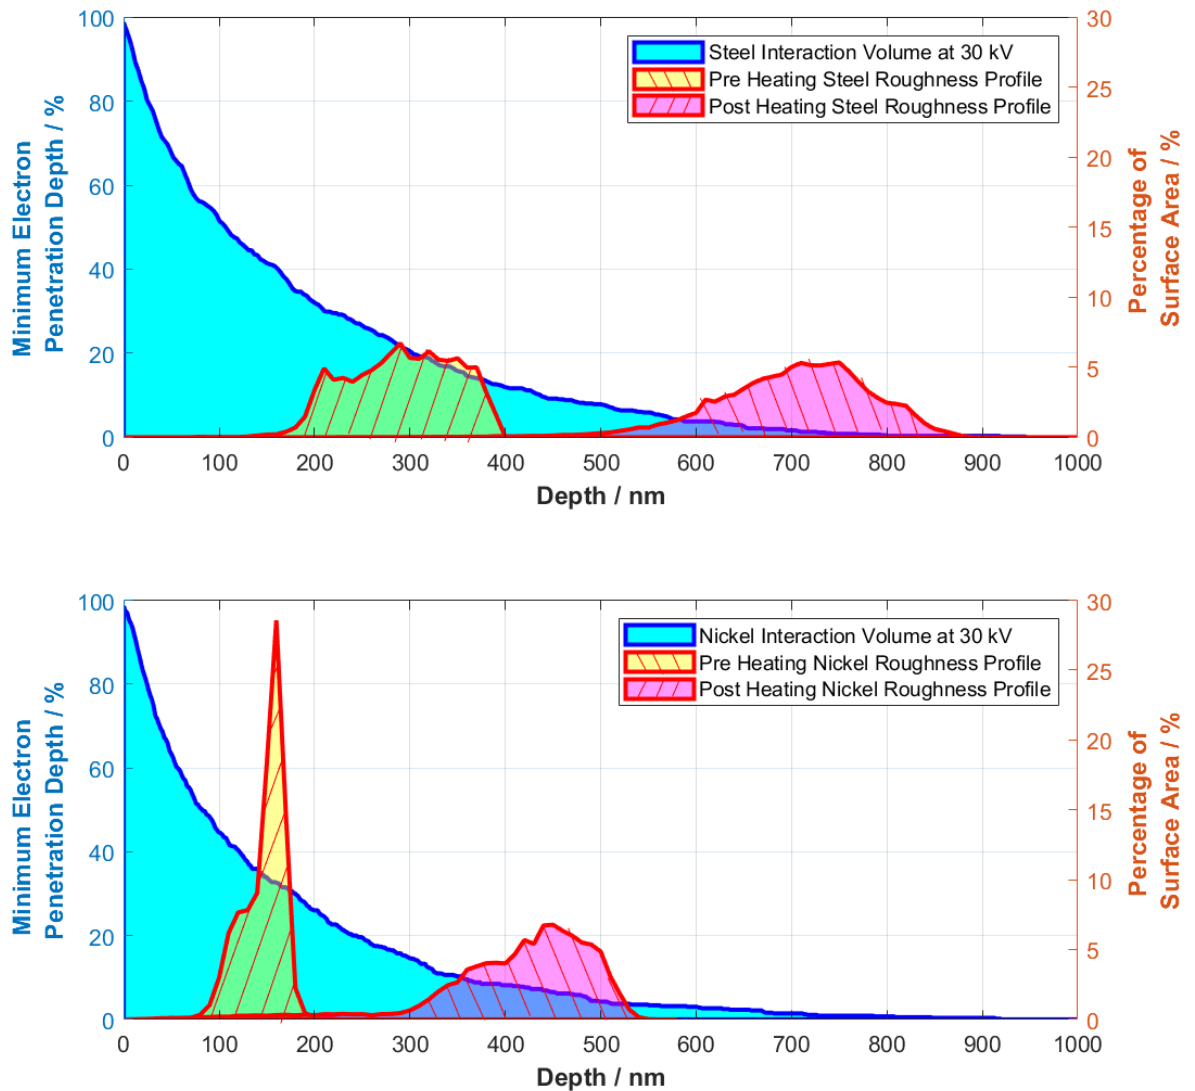 100
80
60
40
20
0
Minimum Electron
Penetration Depth / %
Steel Interaction Volume at 30 kV
Pre Heating Steel Roughness Profile
Post Heating Steel Roughness Profile
30
25
20
15
10
5
0
Percentage of
Surface Area / %
0 100 200 300 400 500 600 700 800 900 1000
Depth / nm
100
80
60
40
20
0
Minimum Electron
Penetration Depth / %
Nickel Interaction Volume at 30 kV
Pre Heating Nickel Roughness Profile
Post Heating Nickel Roughness Profile
30
25
20
15
10
5
0
Percentage of
Surface Area / %
0 100 200 300 400 500 600 700 800 900 1000
Depth / nm